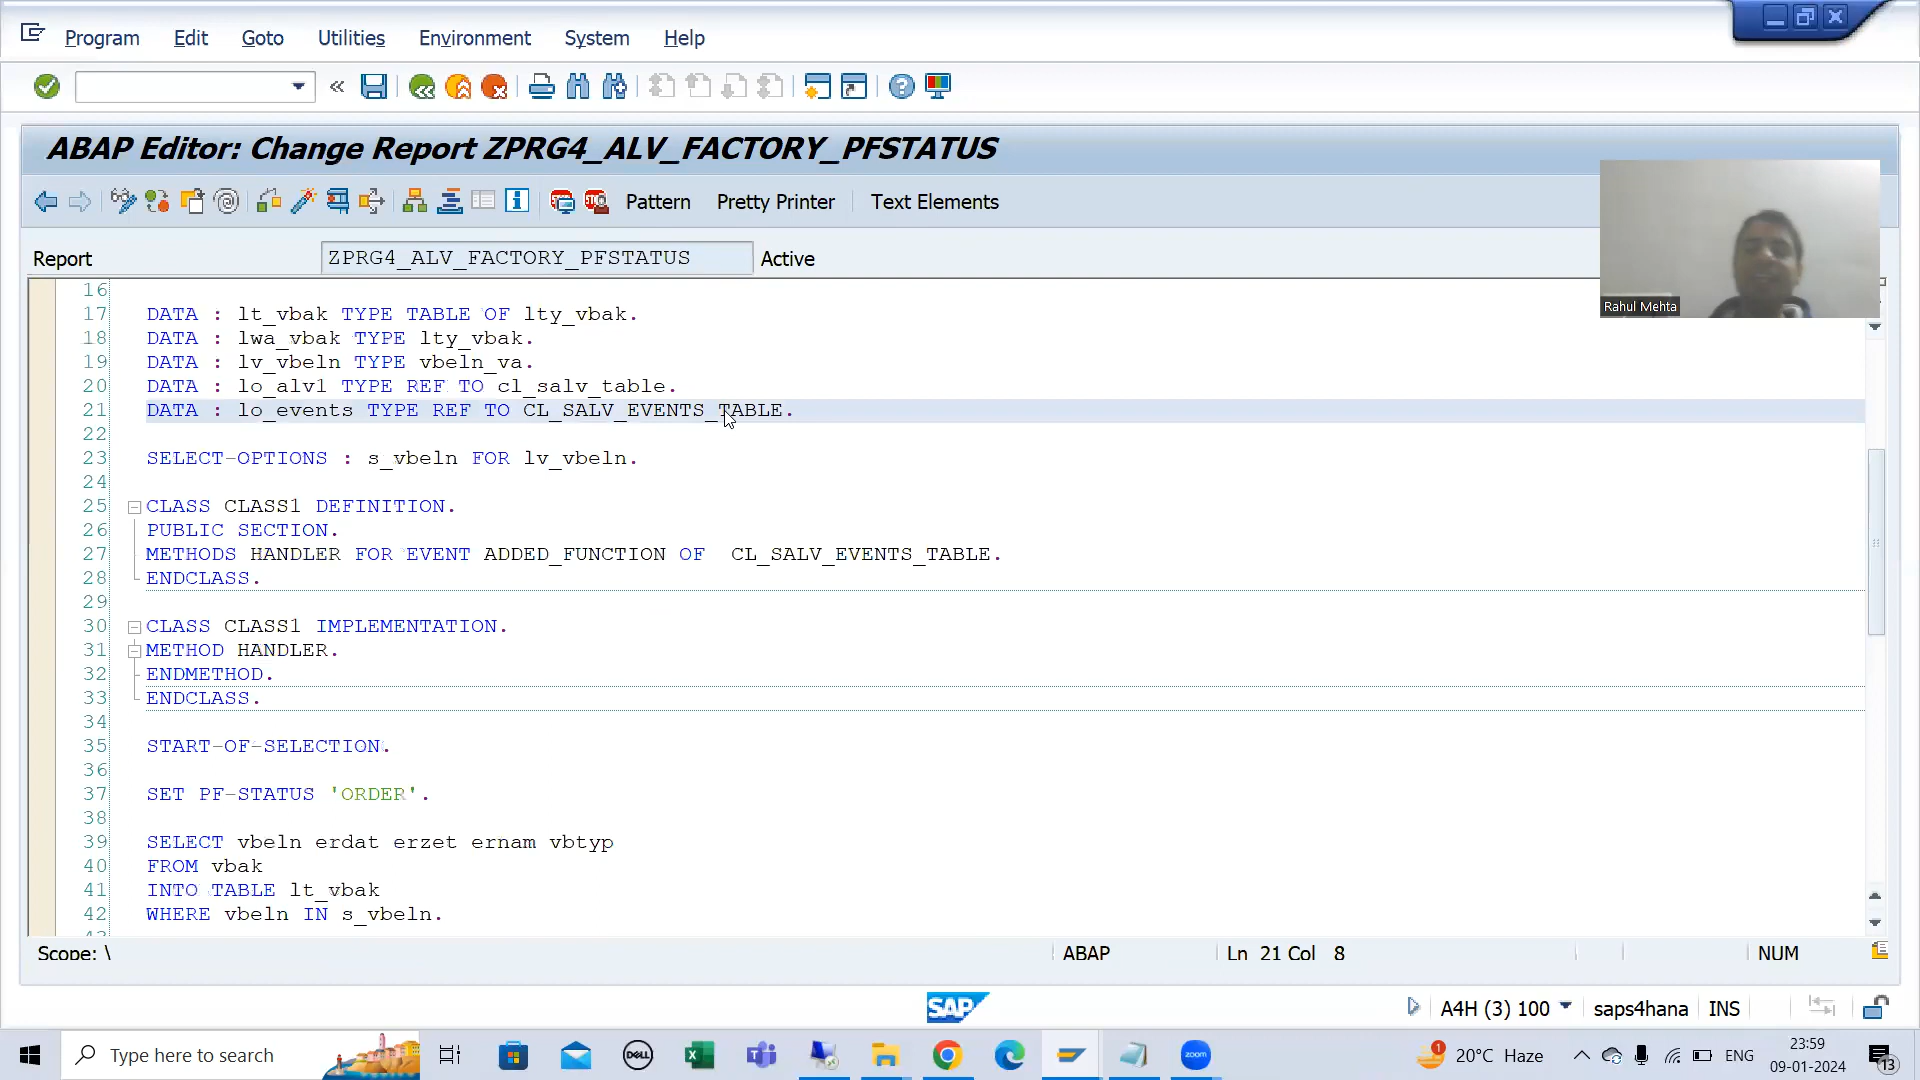 Program Edit Goto Utilities Environment System Help
ABAP Editor: Change Report ZPRG4_ALV_FACTORY_PFSTATUS
Pattern Pretty Printer Text Elements
Report ZPRG4_ALV_FACTORY_PFSTATUS Active
Rahul Mehta
16
17 DATA : lt_vbak TYPE TABLE OF lty_vbak.
18 DATA : lwa_vbak TYPE lty_vbak.
19 DATA : lv_vbeln TYPE vbeln_va.
20 DATA : lo_alv1 TYPE REF TO cl_salv_table.
21 DATA : lo_events TYPE REF TO CL_SALV_EVENTS_TABLE.
22
23 SELECT-OPTIONS : s_vbeln FOR lv_vbeln.
24
25 CLASS CLASS1 DEFINITION.
26 PUBLIC SECTION.
27 METHODS HANDLER FOR EVENT ADDED_FUNCTION OF CL_SALV_EVENTS_TABLE.
28 ENDCLASS.
29
30 CLASS CLASS1 IMPLEMENTATION.
31 METHOD HANDLER.
32 ENDMETHOD.
33 ENDCLASS.
34
35 START-OF-SELECTION.
36
37 SET PF-STATUS 'ORDER'.
38
39 SELECT vbeln erdat erzet ernam vbtyp
40 FROM vbak
41 INTO TABLE lt_vbak
42 WHERE vbeln IN s_vbeln.
Scope: \ ABAP Ln 21 Col 8 NUM
SAP A4H (3) 100 saps4hana INS
Type here to search DELL zoom 1 20°C Haze ENG 23:59
09-01-2024 13